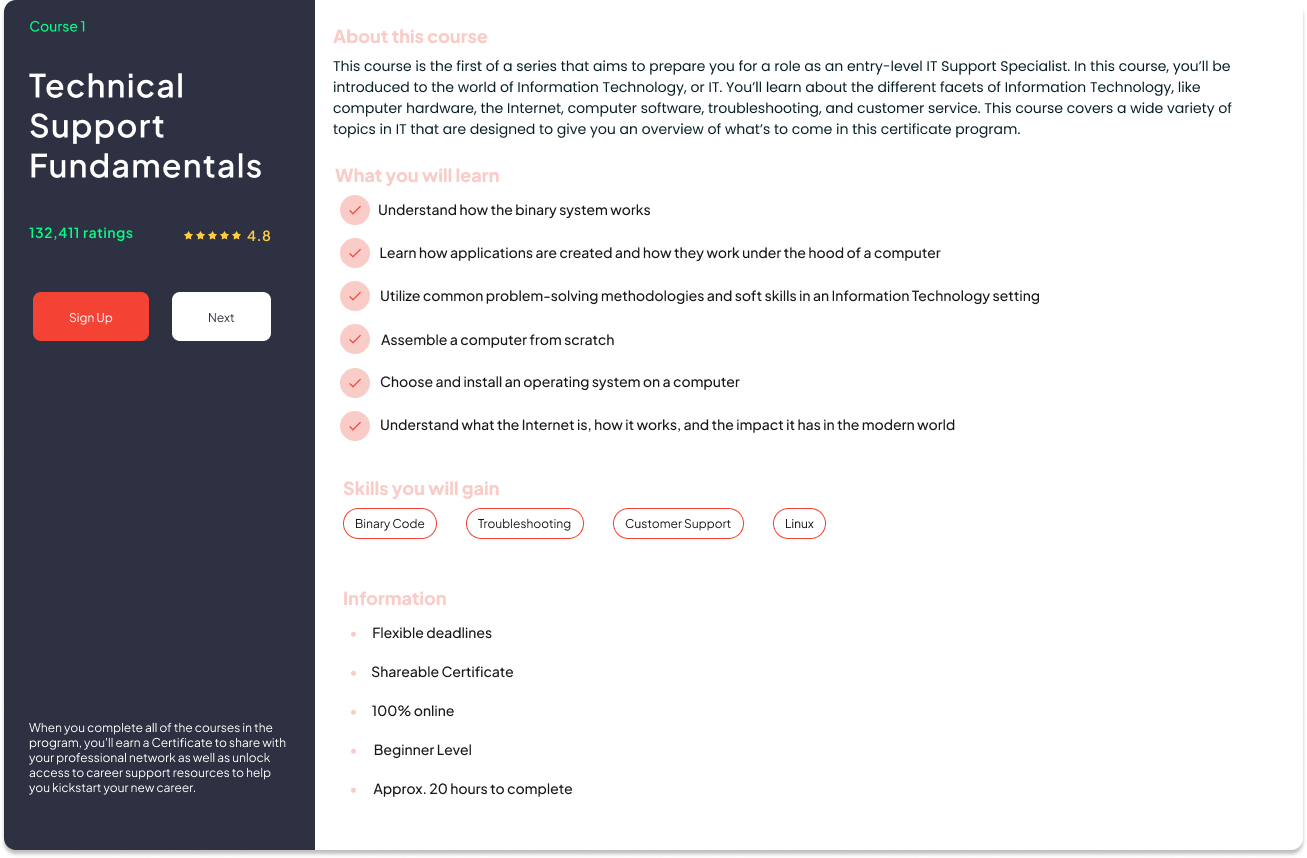 Course 1
Technical
Support
Fundamentals
132,411 ratings
4.8
Sign Up
Next
When you complete all of the courses in the
program, you'll earn a Certificate to share with
your professional network as well as unlock
access to career support resources to help
you kickstart your new career.
About this course
This course is the first of a series that aims to prepare you for a role as an entry-level IT Support Specialist. In this course, you’ll be
introduced to the world of Information Technology, or IT. You’ll learn about the different facets of Information Technology, like
computer hardware, the Internet, computer software, troubleshooting, and customer service. This course covers a wide variety of
topics in IT that are designed to give you an overview of what’s to come in this certificate program.
What you will learn
Understand how the binary system works
Learn how applications are created and how they work under the hood of a computer
Utilize common problem-solving methodologies and soft skills in an Information Technology setting
Assemble a computer from scratch
Choose and install an operating system on a computer
Understand what the Internet is, how it works, and the impact it has in the modern world
Skills you will gain
Binary Code
Troubleshooting
Customer Support
Linux
Information
Flexible deadlines
Shareable Certificate
100% online
Beginner Level
Approx. 20 hours to complete